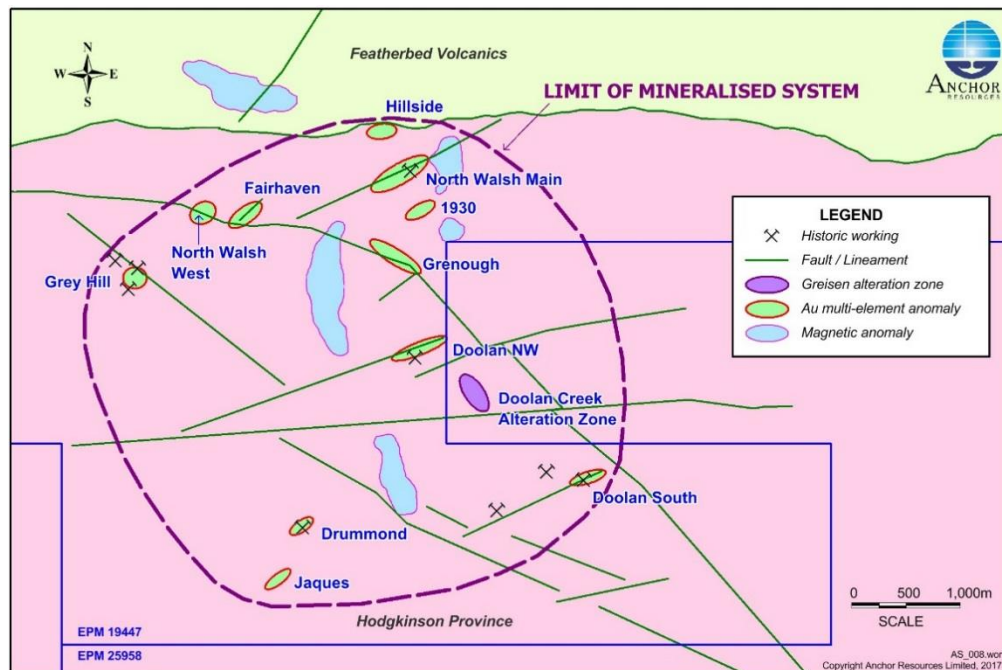 Featherbed Volcanics
N
W E
S
ANCHOR
RESOURCES
LIMIT OF MINERALISED SYSTEM
Hillside
North Walsh Main
Fairhaven
1930
North Walsh
West
Grenough
Grey Hill
LEGEND
Historic working
Fault / Lineament
Greisen alteration zone
Au multi-element anomaly
Magnetic anomaly
Doolan NW
Doolan Creek
Alteration Zone
Doolan South
Drummond
Jaques
0 500 1,000m
SCALE
Hodgkinson Province
EPM 19447
EPM 25958
AS_008.wor
Copyright Anchor Resources Limited, 2017